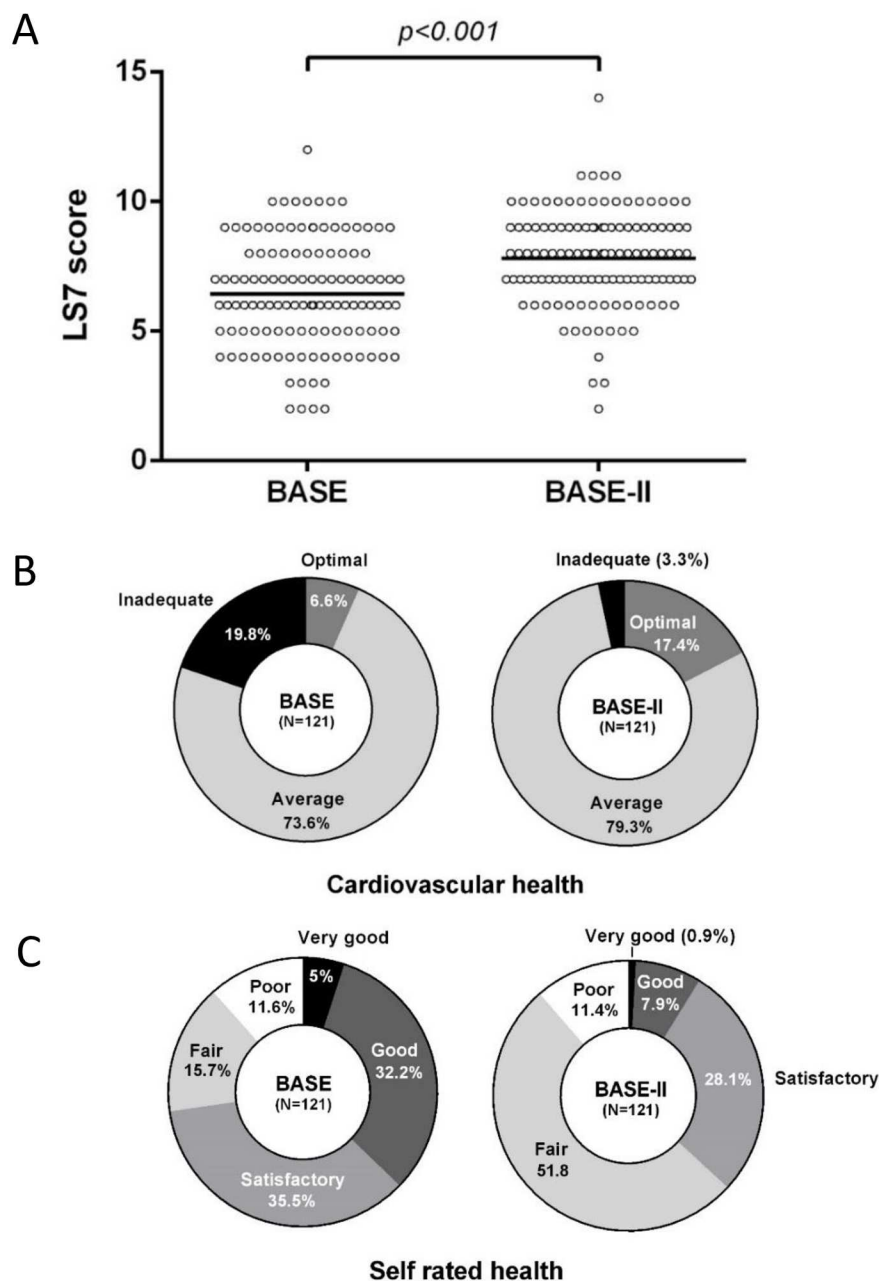 A
p<0.001
15
10
5
0
LS7 score
BASE
BASE-II
B
Optimal
Inadequate
6.6%
19.8%
BASE
(N=121)
Average
73.6%
Inadequate (3.3%)
Optimal
17.4%
BASE-II
(N=121)
Average
79.3%
Cardiovascular health
C
Very good
5%
Poor
11.6%
Good
32.2%
Fair
15.7%
BASE
(N=121)
Satisfactory
35.5%
Very good (0.9%)
Poor
11.4%
Good
7.9%
28.1%
Satisfactory
BASE-II
(N=121)
Fair
51.8
Self rated health